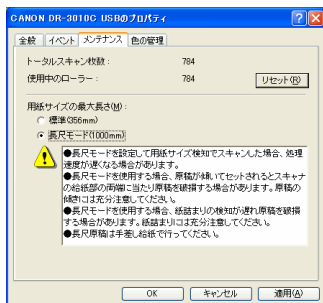 CANON DR-3010C USBのプロパティ
全般 イベント メンテナンス 色の管理
トータルスキャン枚数： 784
使用中のローラー： 784 リセット(R)
用紙サイズの最大長さ(M)：
標準(356mm)
長尺モード(1000mm)
●長尺モードを設定して用紙サイズ検知でスキャンした場合、処理
速度が遅くなる場合があります。
●長尺モードを使用する場合、原稿が傾いてセットされるとスキャナ
の給紙部の両端に当たり原稿を破損する場合があります。原稿の
傾きには充分注意してください。
●長尺モードを使用する場合、紙詰まりの検知が遅れ原稿を破損
する場合があります。紙詰まりには充分注意してください。
●長尺原稿は手差し給紙で行ってください。
OK キャンセル 適用(A)